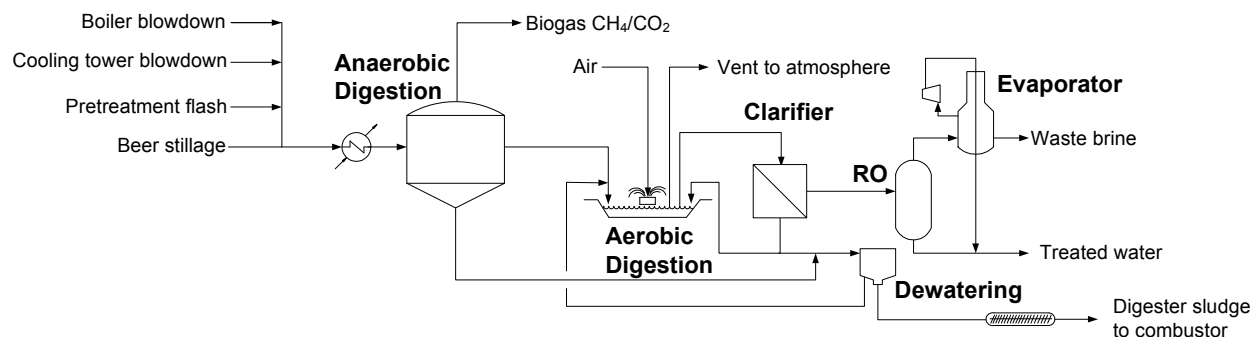 Boiler blowdown
Cooling tower blowdown
Pretreatment flash
Beer stillage
Anaerobic
Digestion
Biogas CH₄/CO₂
Air
Vent to atmosphere
Aerobic
Digestion
Clarifier
RO
Evaporator
Waste brine
Treated water
Dewatering
Digester sludge
to combustor